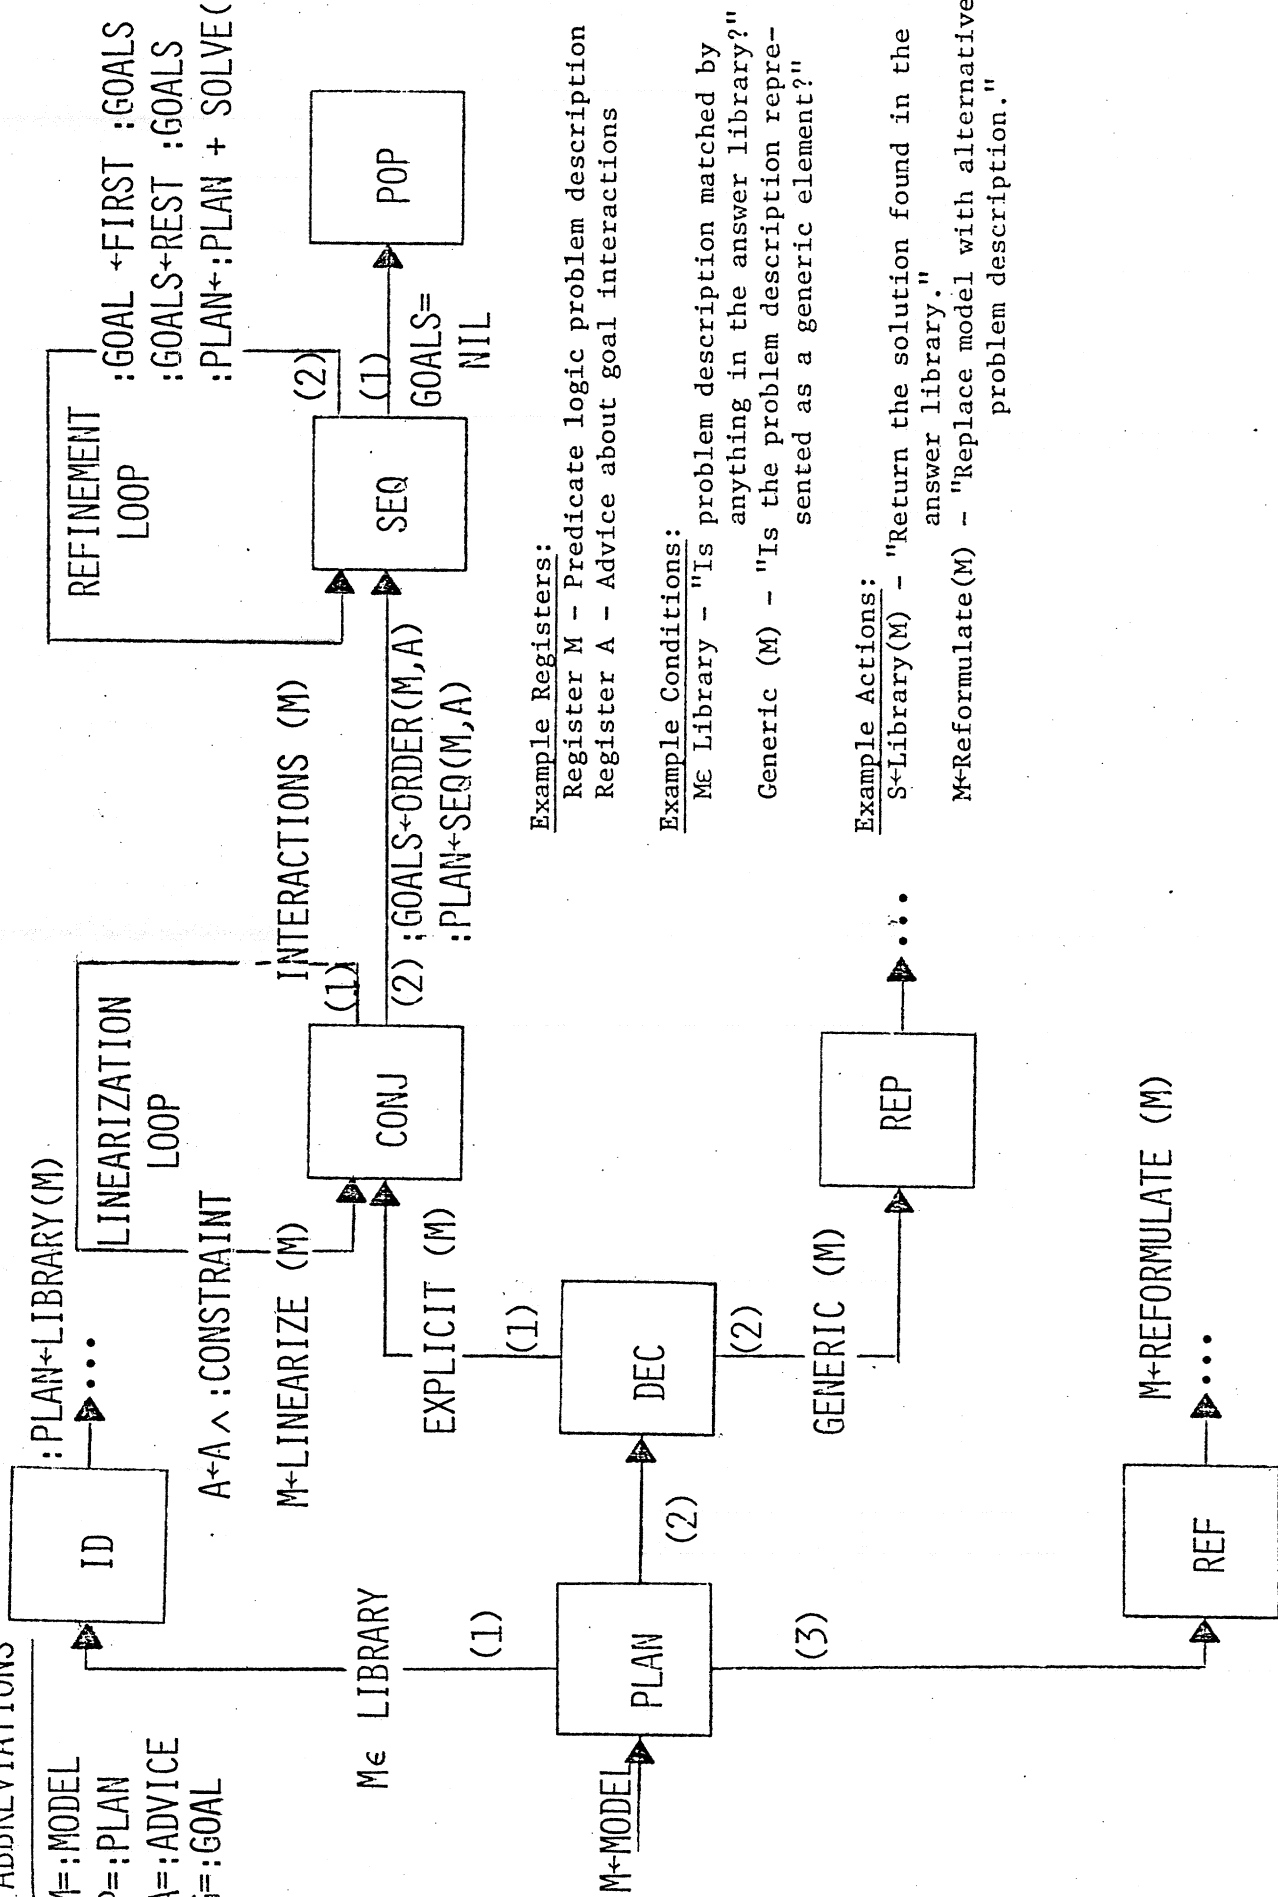 ABBREVIATIONS
M=:MODEL
P=:PLAN
A=:ADVICE
G=:GOAL
M←MODEL
PLAN
(1)
Mϵ LIBRARY
ID
:PLAN←LIBRARY(M)
...
(2)
DEC
(3)
REF
M←REFORMULATE (M)
...
(1)
EXPLICIT (M)
(2)
GENERIC (M)
REP
...
CONJ
LINEARIZATION
LOOP
A←A ∧ :CONSTRAINT
M←LINEARIZE (M)
(1)
INTERACTIONS (M)
(2) :GOALS←ORDER(M,A)
:PLAN←SEQ(M,A)
SEQ
REFINEMENT
LOOP
(2)
:GOAL ←FIRST :GOALS
:GOALS←REST :GOALS
:PLAN←:PLAN + SOLVE(
(1)
GOALS=
NIL
POP
Example Registers:
Register M - Predicate logic problem description
Register A - Advice about goal interactions
Example Conditions:
Mε Library - "Is problem description matched by
anything in the answer library?"
Generic (M) - "Is the problem description repre-
sented as a generic element?"
Example Actions:
S←Library(M) - "Return the solution found in the
answer library."
M←Reformulate(M) - "Replace model with alternative
problem description."